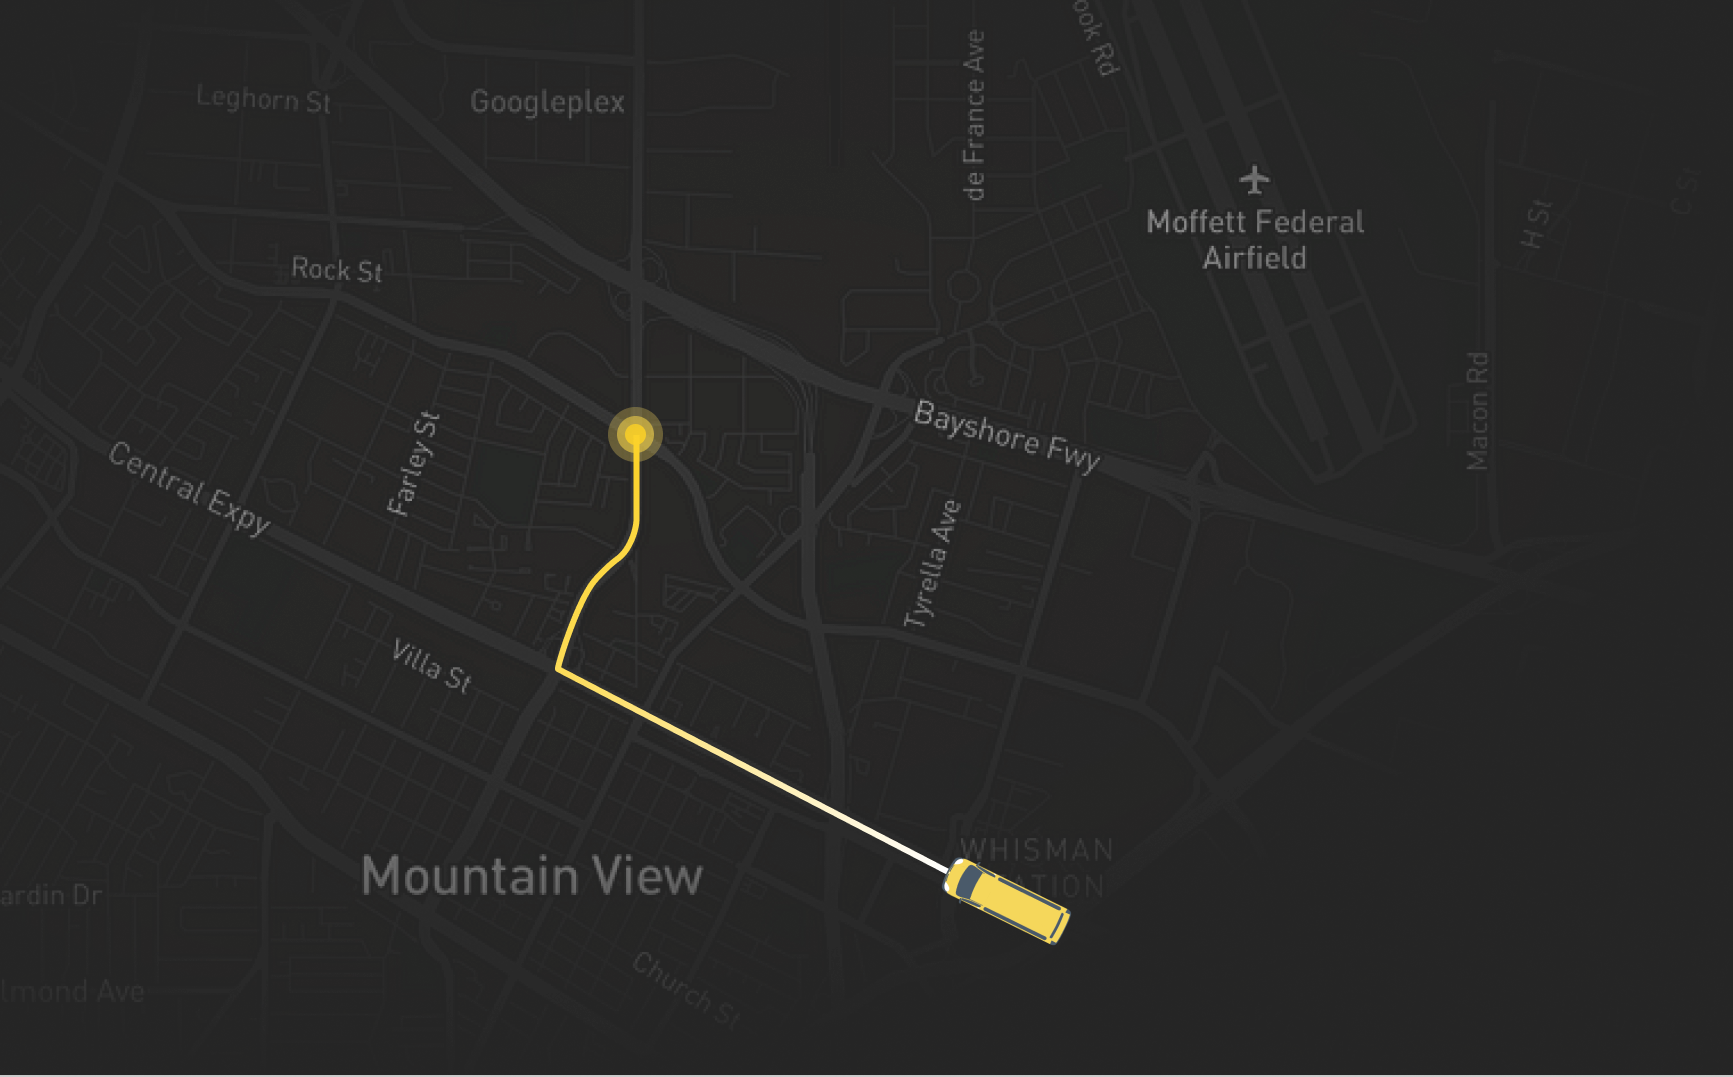 ook Rd
de France Ave
Leghorn St
Googleplex
Moffett Federal
Airfield
H St
Rock St
Macon Rd
Bayshore Fwy
Farley St
Central Expy
Tyrella Ave
Villa St
WHISMAN
Mountain View
ATION
ardin Dr
Church St
lmond Ave